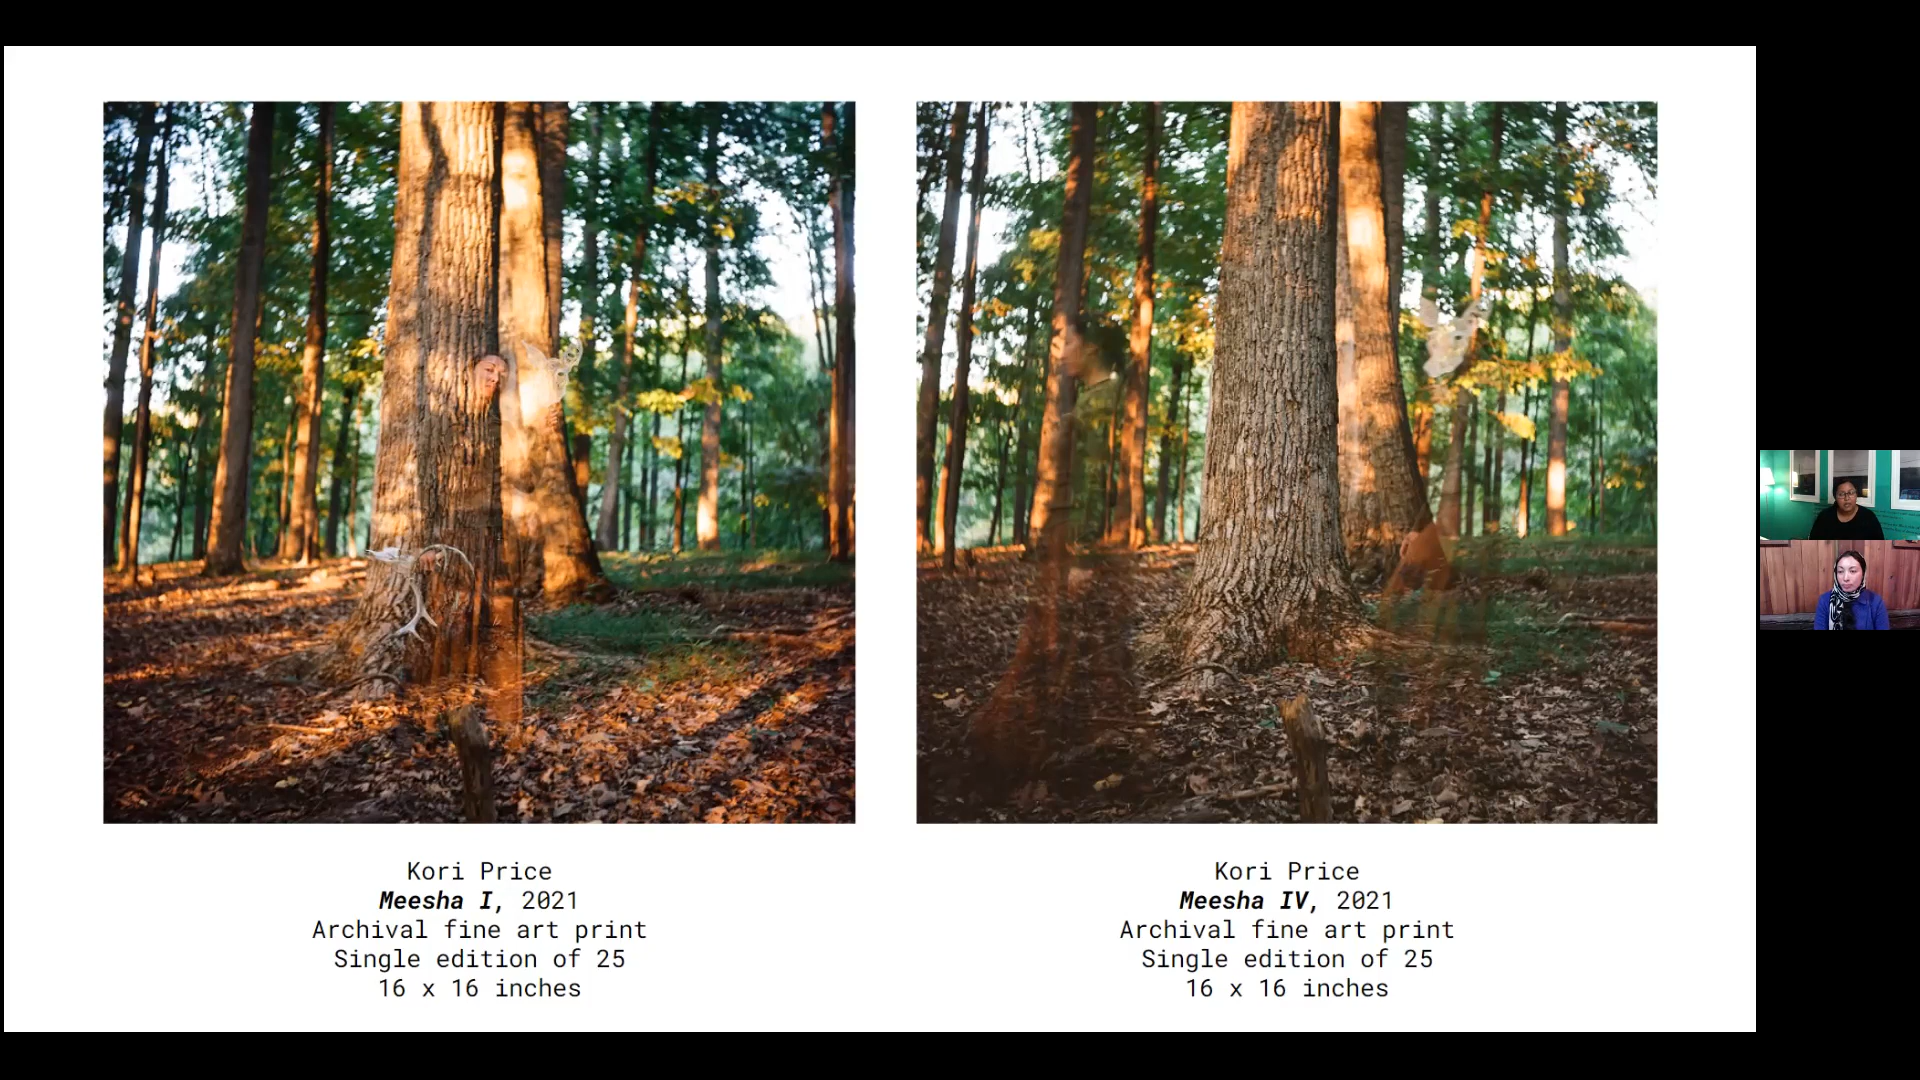 Kori Price
Meesha I, 2021
Archival fine art print
Single edition of 25
16 x 16 inches
Kori Price
Meesha IV, 2021
Archival fine art print
Single edition of 25
16 x 16 inches